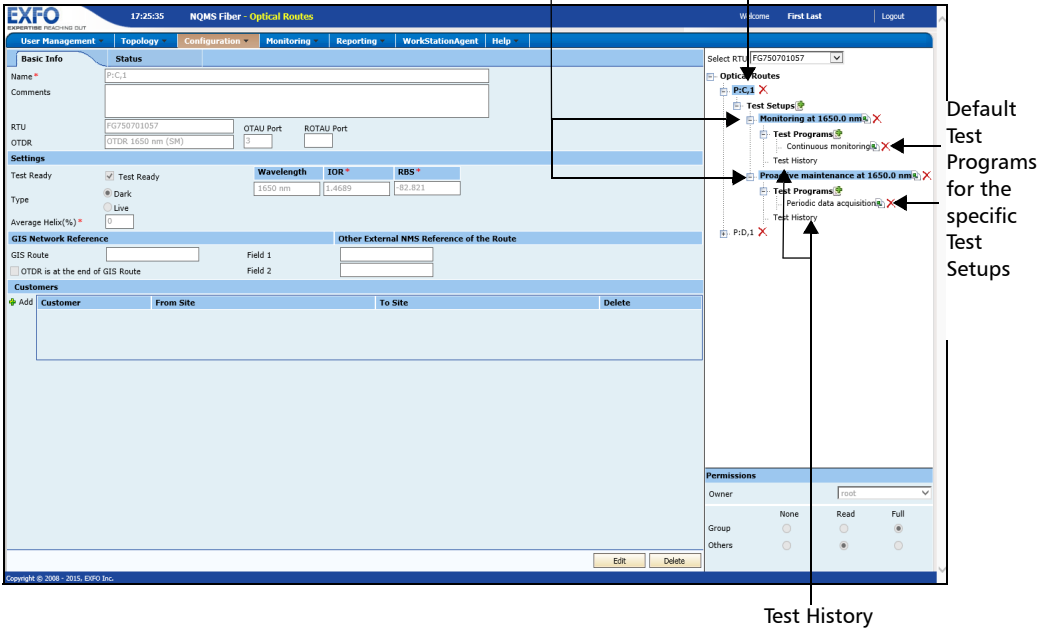 EXFO
EXPERTISE REACHING OUT
17:25:35 NQMS Fiber - Optical Routes
Welcome First Last Logout
User Management Topology Configuration Monitoring Reporting WorkStationAgent Help
Basic Info Status
Name * P:C,1
Comments
RTU FG750701057 OTAU Port ROTAU Port
OTDR OTDR 1650 nm (SM) 3
Settings
Test Ready Test Ready Wavelength IOR * RBS *
1650 nm 1.4689 -82.821
Type Dark
Live
Average Helix(%) * 0
GIS Network Reference Other External NMS Reference of the Route
GIS Route Field 1
OTDR is at the end of GIS Route Field 2
Customers
Add Customer From Site To Site Delete
Edit Delete
Select RTU FG750701057
Optical Routes
P:C,1
Test Setups
Monitoring at 1650.0 nm
Test Programs
Continuous monitoring
Test History
Proactive maintenance at 1650.0 nm
Test Programs
Periodic data acquisition
Test History
P:D,1
Permissions
Owner root
None Read Full
Group
Others
Copyright © 2008 - 2015, EXFO Inc.
Default
Test
Programs
for the
specific
Test
Setups
Test History